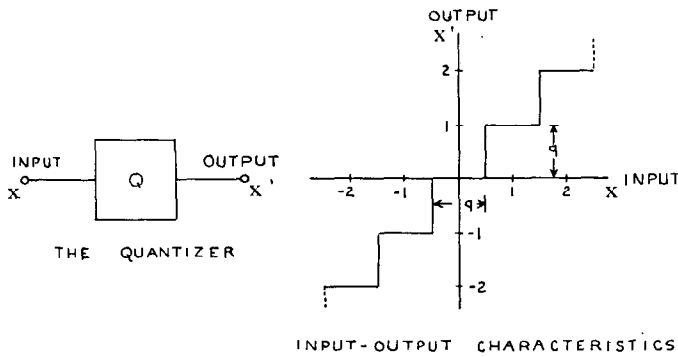 INPUT
X
Q
OUTPUT
X'
THE QUANTIZER
OUTPUT
X'
2
1
q
-2
-1
1
2
X
INPUT
q
-1
-2
INPUT-OUTPUT CHARACTERISTICS